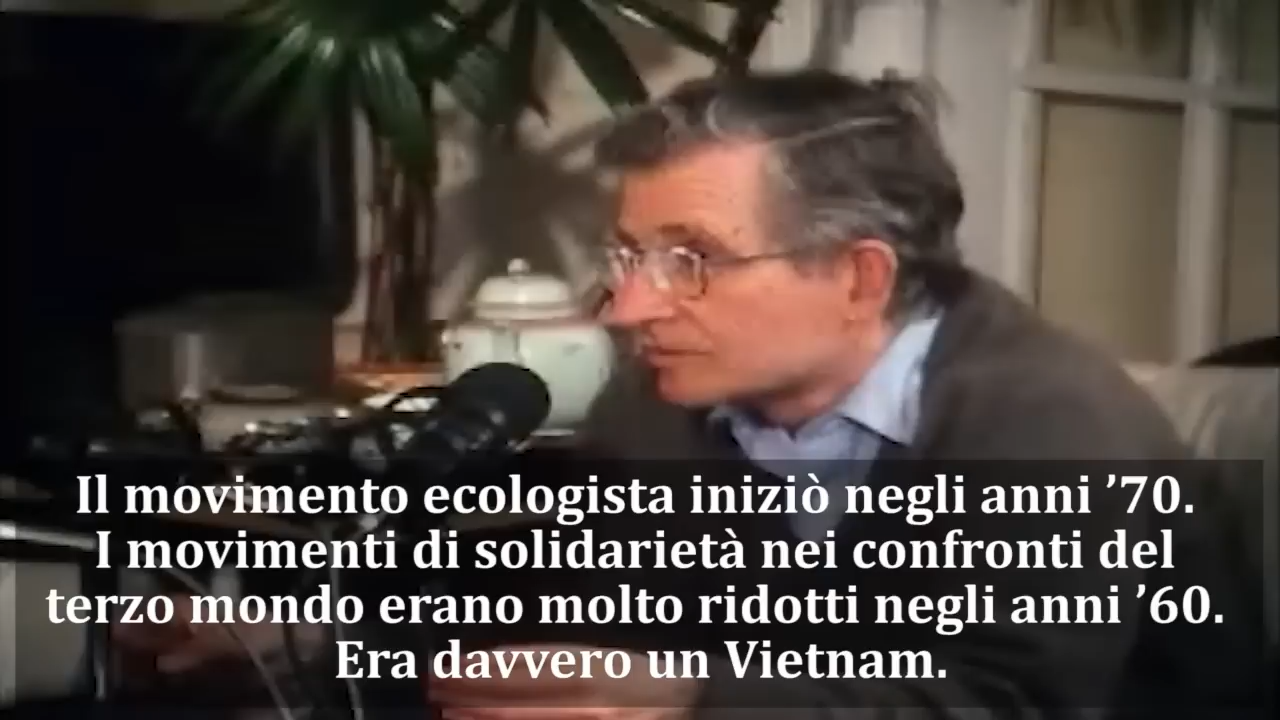 Il movimento ecologista iniziò negli anni ’70.
I movimenti di solidarietà nei confronti del
terzo mondo erano molto ridotti negli anni ’60.
Era davvero un Vietnam.